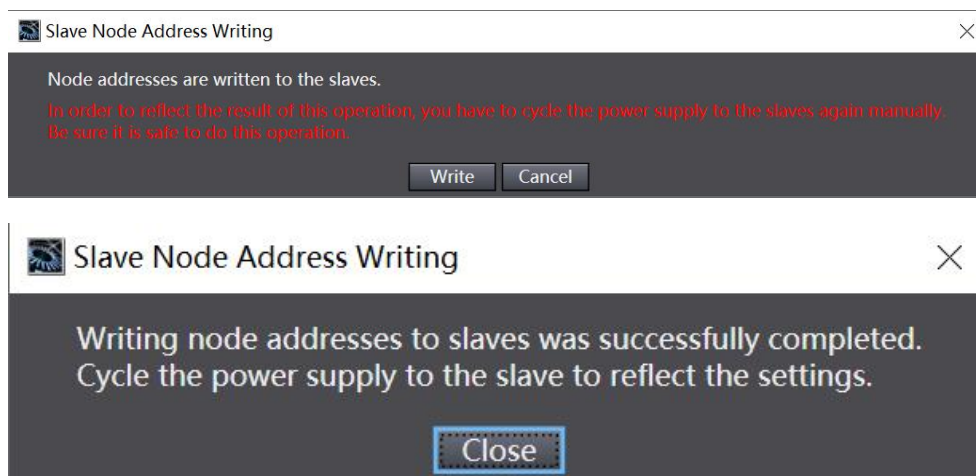 Slave Node Address Writing
Node addresses are written to the slaves.
In order to reflect the result of this operation, you have to cycle the power supply to the slaves again manually.
Be sure it is safe to do this operation.
Write Cancel
Slave Node Address Writing
Writing node addresses to slaves was successfully completed.
Cycle the power supply to the slave to reflect the settings.
Close